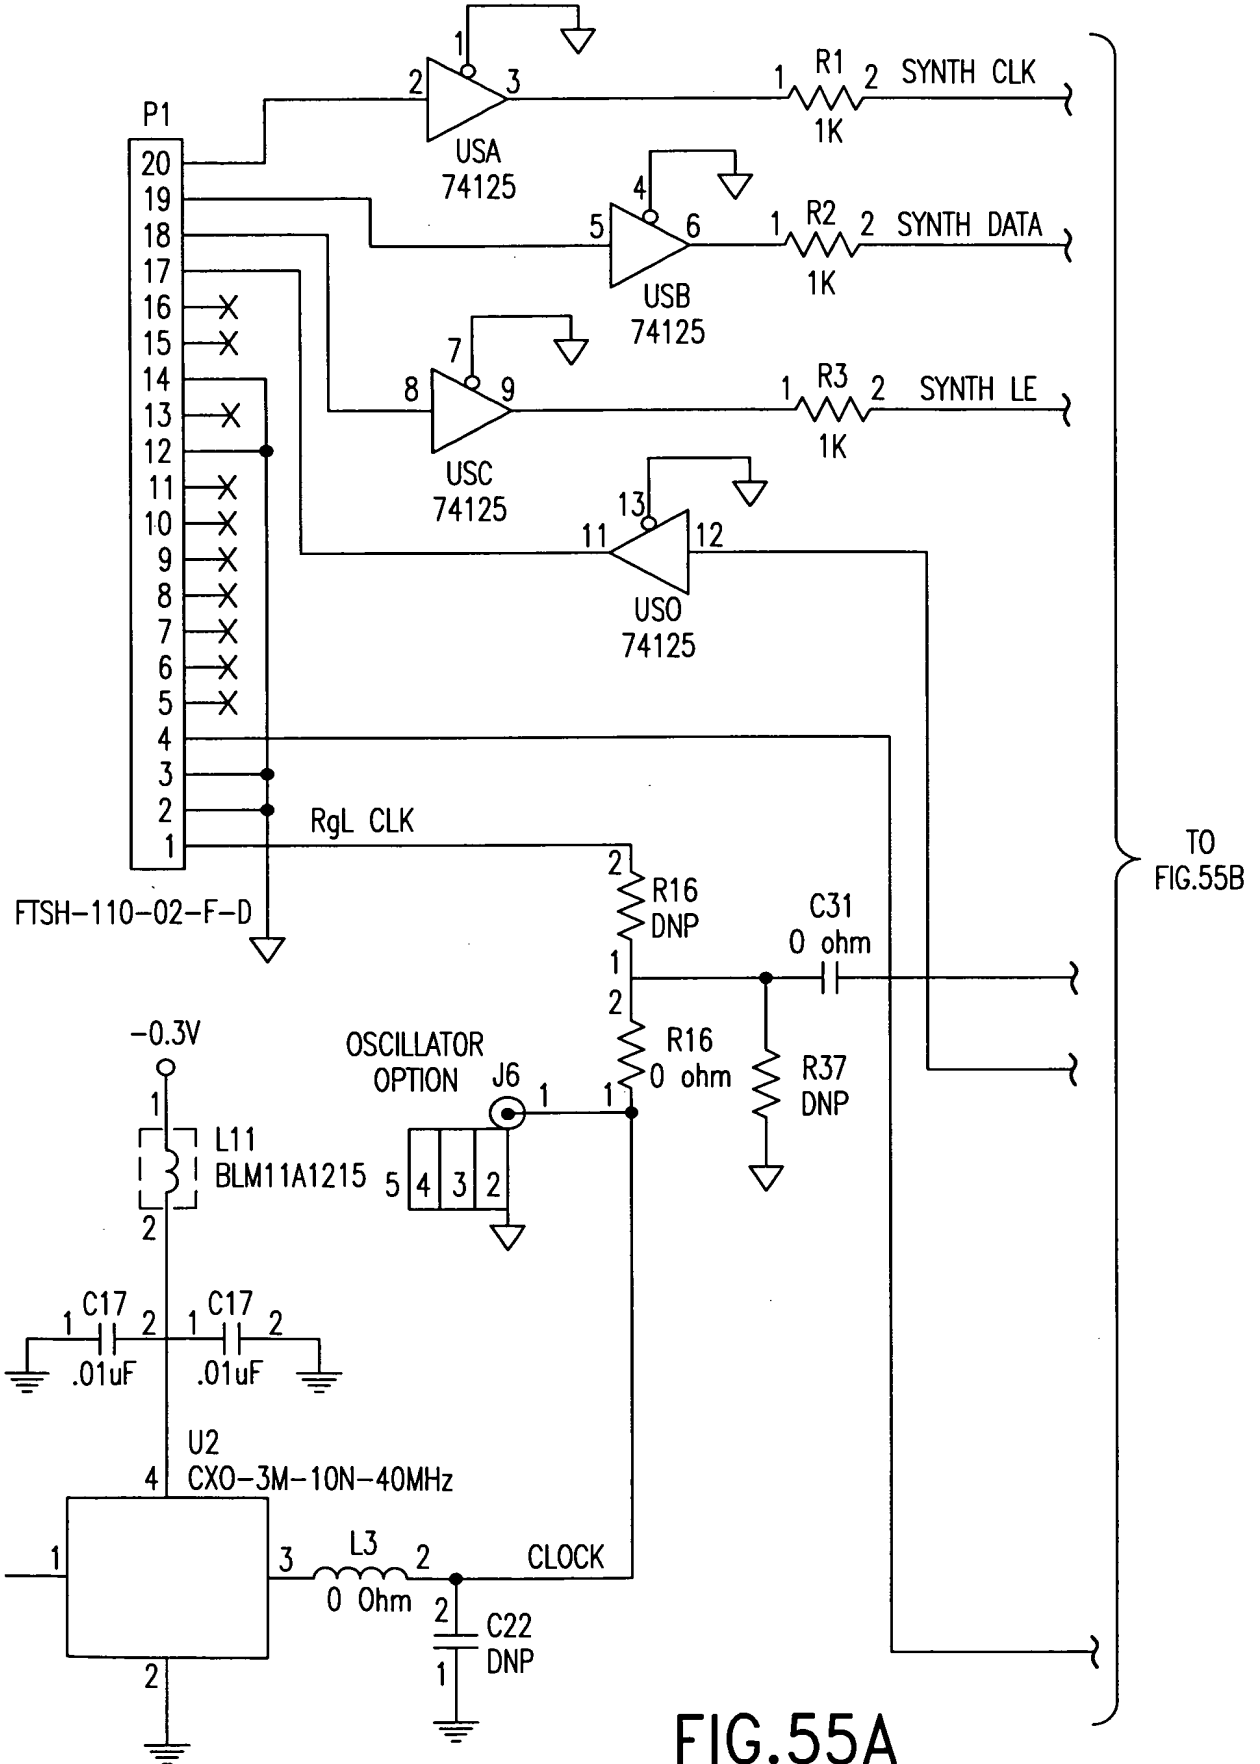 1
2
3
USA
74125
1
R1
2
SYNTH CLK
1K
P1
20
19
18
17
16
15
14
13
12
11
10
9
8
7
6
5
4
3
2
1
FTSH-110-02-F-D
4
5
6
USB
74125
1
R2
2
SYNTH DATA
1K
7
8
9
USC
74125
1
R3
2
SYNTH LE
1K
13
11
12
USO
74125
RgL CLK
2
R16
DNP
1
C31
0 ohm
2
R16
0 ohm
1
R37
DNP
TO
FIG.55B
-0.3V
1
L11
BLM11A1215
2
OSCILLATOR
OPTION
J6
1
5
4
3
2
1
C17
2
.01uF
1
C17
2
.01uF
U2
4
CXO-3M-10N-40MHz
1
3
L3
2
0 Ohm
CLOCK
2
C22
DNP
1
2
FIG.55A